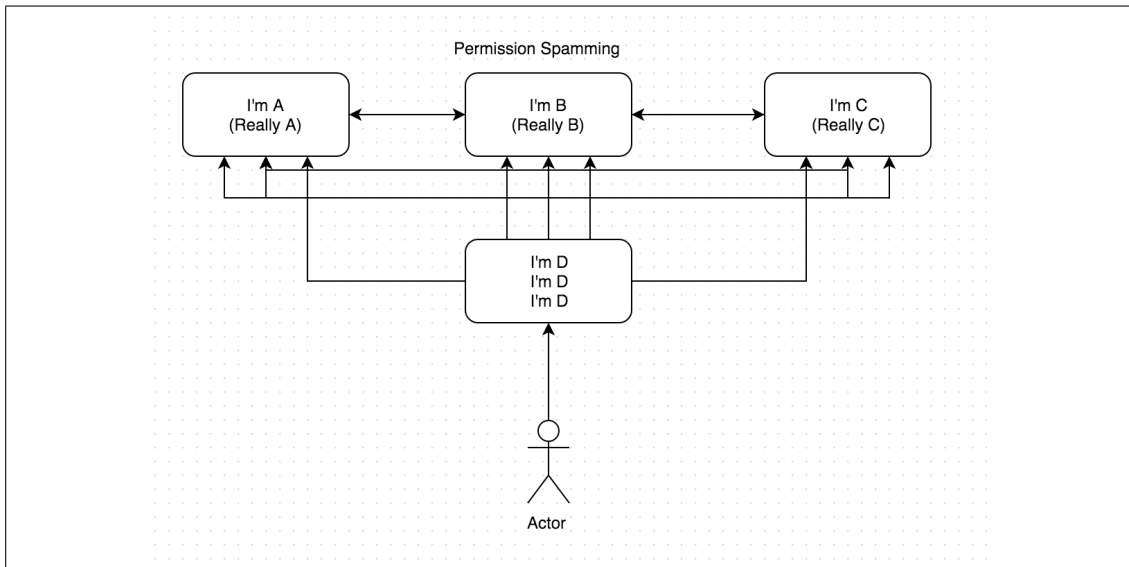 Permission Spamming
I'm A
(Really A)
I'm B
(Really B)
I'm C
(Really C)
I'm D
I'm D
I'm D
Actor